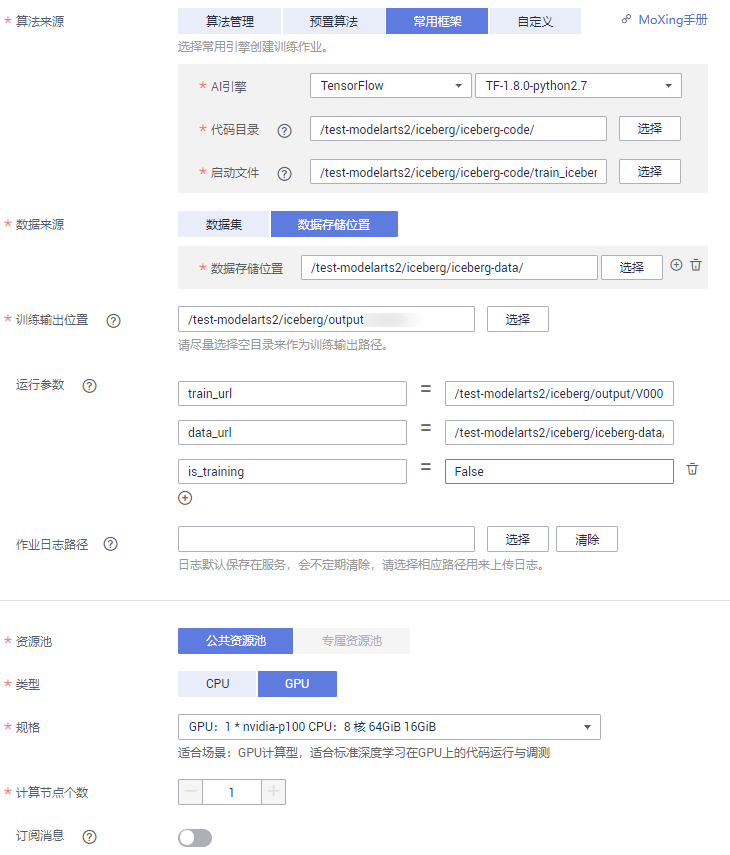 * 算法来源 算法管理 预置算法 常用框架 自定义 MoXing手册
选择常用引擎创建训练作业。
* AI引擎 TensorFlow TF-1.8.0-python2.7
* 代码目录 ? /test-modelarts2/iceberg/iceberg-code/ 选择
* 启动文件 ? /test-modelarts2/iceberg/iceberg-code/train_iceber 选择
* 数据来源 数据集 数据存储位置
* 数据存储位置 /test-modelarts2/iceberg/iceberg-data/ 选择
* 训练输出位置 ? /test-modelarts2/iceberg/output 选择
请尽量选择空目录来作为训练输出路径。
运行参数 ? train_url = /test-modelarts2/iceberg/output/V000
data_url = /test-modelarts2/iceberg/iceberg-data/
is_training = False
作业日志路径 ? 选择 清除
日志默认保存在服务，会不定期清除，请选择相应路径用来上传日志。
* 资源池 公共资源池 专属资源池
* 类型 CPU GPU
* 规格 GPU：1 * nvidia-p100 CPU：8 核 64GiB 16GiB
适合场景：GPU计算型，适合标准深度学习在GPU上的代码运行与调测
* 计算节点个数 1
订阅消息 ?